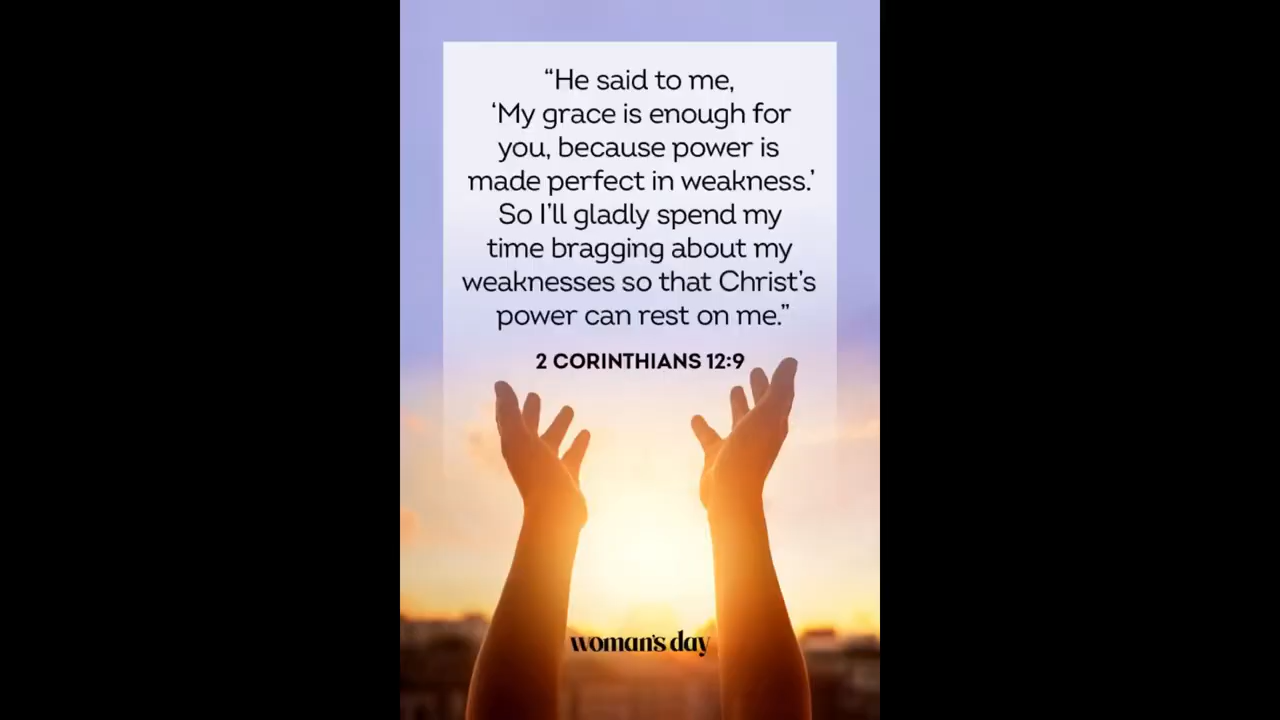 “He said to me,
‘My grace is enough for
you, because power is
made perfect in weakness.’
So I’ll gladly spend my
time bragging about my
weaknesses so that Christ’s
power can rest on me.”
2 CORINTHIANS 12:9
woman's day